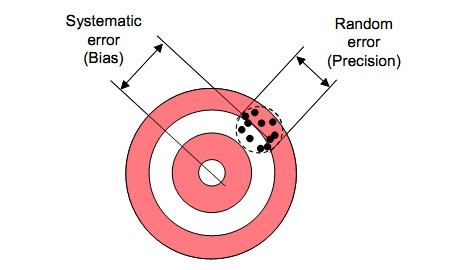 Systematic
error
(Bias)
Random
error
(Precision)